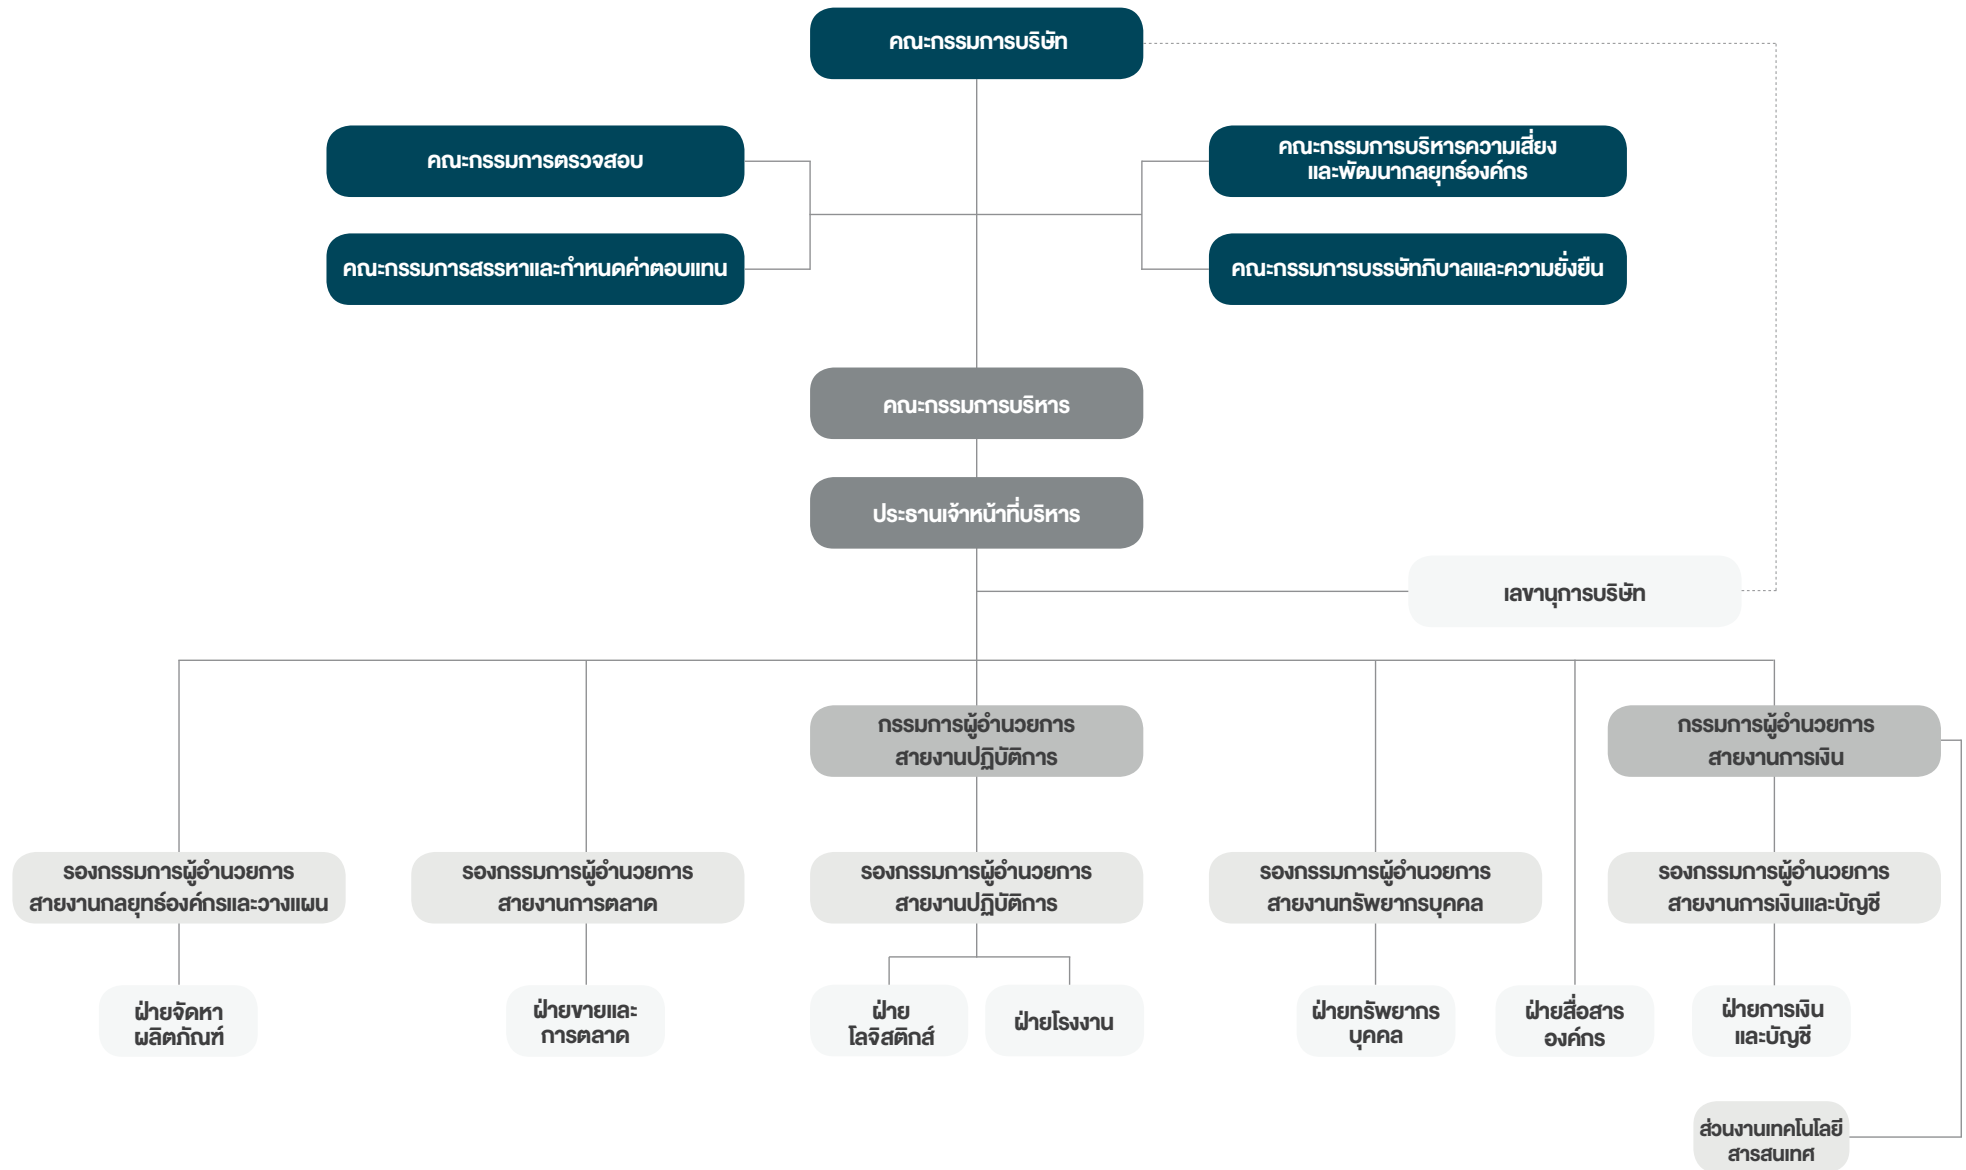 คณะกรรมการบริษัท
คณะกรรมการตรวจสอบ
คณะกรรมการบริหารความเสี่ยง
และพัฒนากลยุทธ์องค์กร
คณะกรรมการสรรหาและกำหนดค่าตอบแทน
คณะกรรมการบรรษัทภิบาลและความยั่งยืน
คณะกรรมการบริหาร
ประธานเจ้าหน้าที่บริหาร
เลขานุการบริษัท
กรรมการผู้อำนวยการ
สายงานปฏิบัติการ
กรรมการผู้อำนวยการ
สายงานการเงิน
รองกรรมการผู้อำนวยการ
สายงานกลยุทธ์องค์กรและวางแผน
รองกรรมการผู้อำนวยการ
สายงานการตลาด
รองกรรมการผู้อำนวยการ
สายงานปฏิบัติการ
รองกรรมการผู้อำนวยการ
สายงานทรัพยากรบุคคล
รองกรรมการผู้อำนวยการ
สายงานการเงินและบัญชี
ฝ่ายจัดหา
ผลิตภัณฑ์
ฝ่ายขายและ
การตลาด
ฝ่าย
โลจิสติกส์
ฝ่ายโรงงาน
ฝ่ายทรัพยากร
บุคคล
ฝ่ายสื่อสาร
องค์กร
ฝ่ายการเงิน
และบัญชี
ส่วนงานเทคโนโลยี
สารสนเทศ